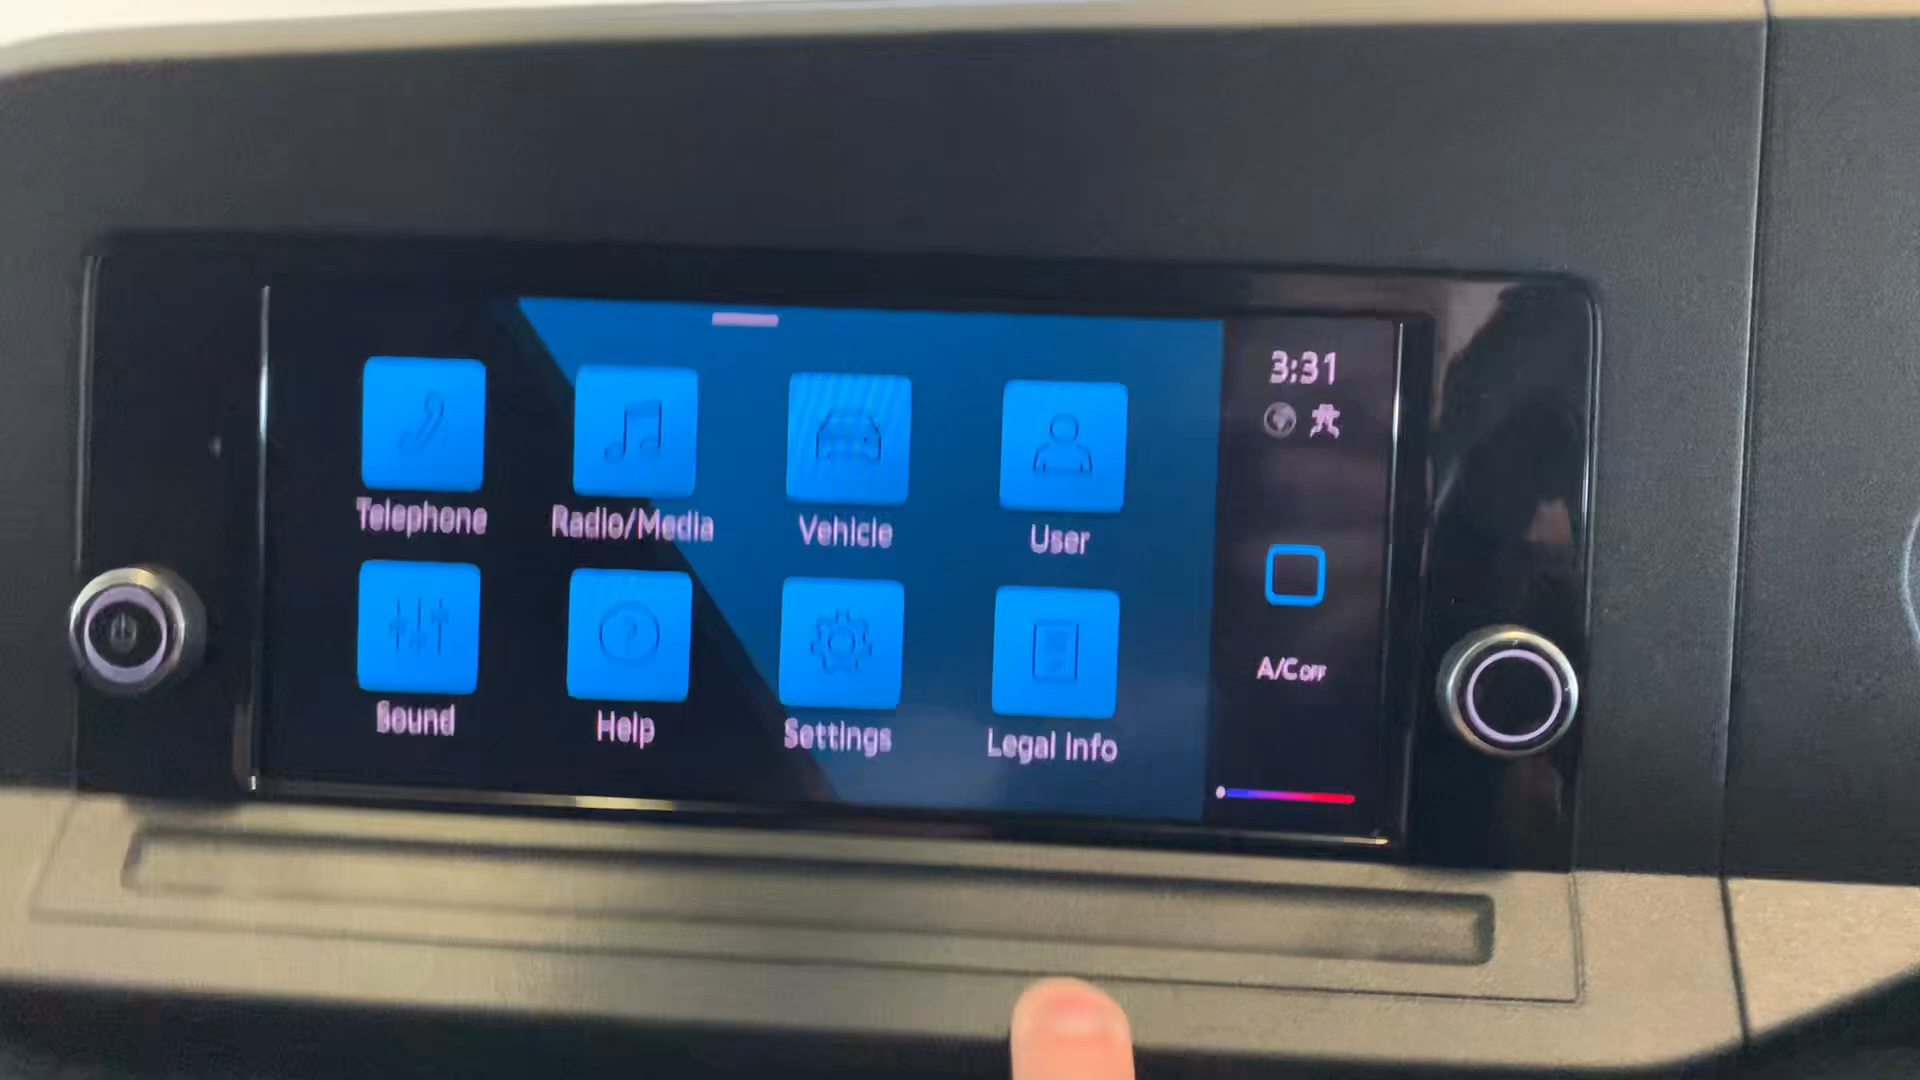 3:31
Telephone
Radio/Media
Vehicle
User
A/C OFF
Sound
Help
Settings
Legal Info